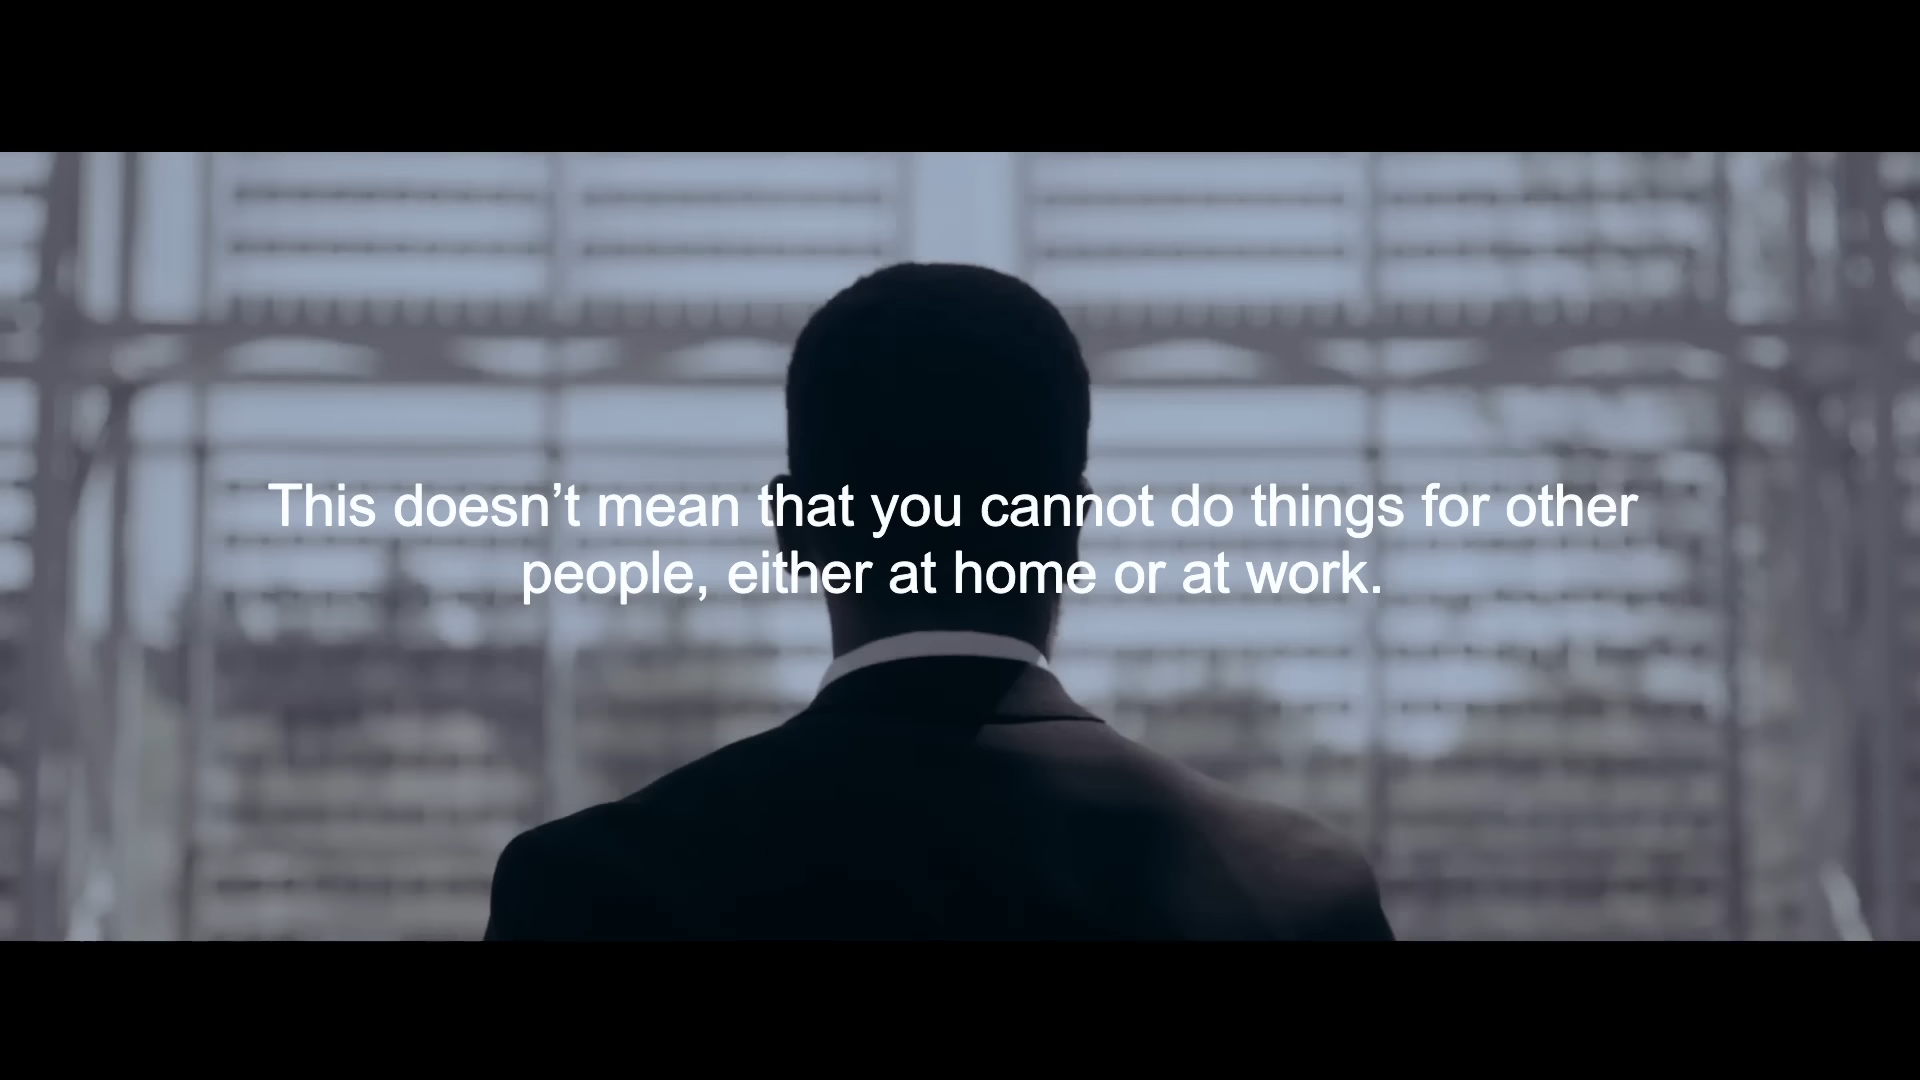 This doesn’t mean that you cannot do things for other
people, either at home or at work.